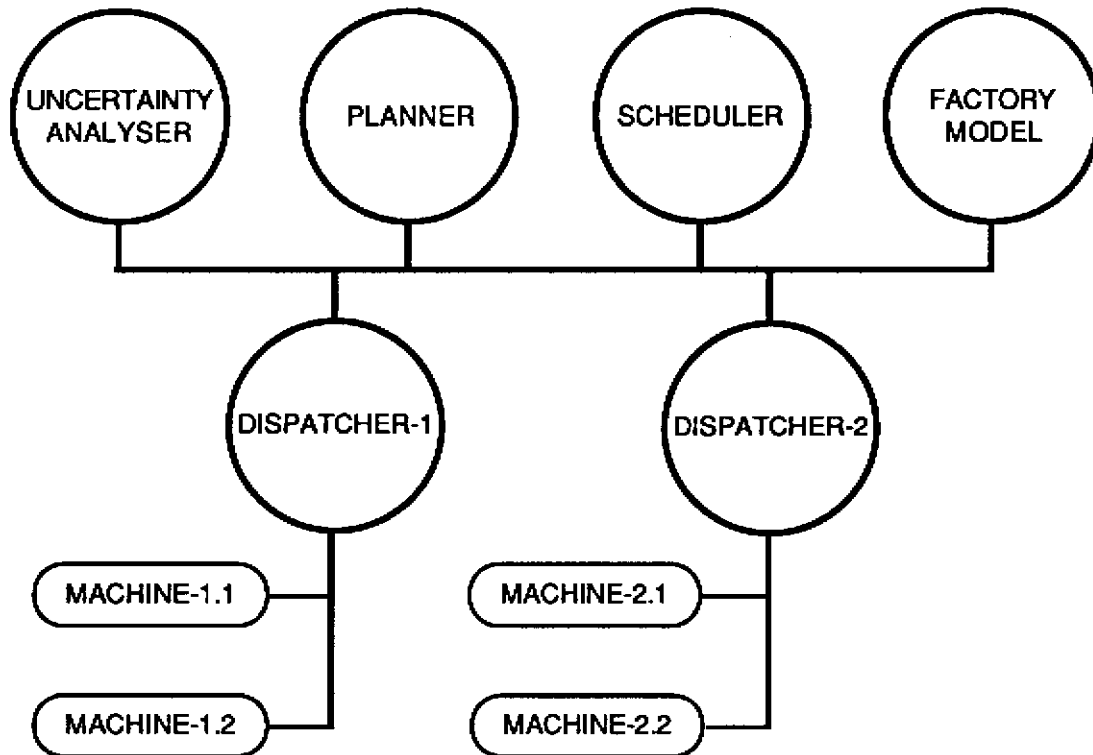 UNCERTAINTY
ANALYSER
PLANNER
SCHEDULER
FACTORY
MODEL
DISPATCHER-1
DISPATCHER-2
MACHINE-1.1
MACHINE-2.1
MACHINE-1.2
MACHINE-2.2